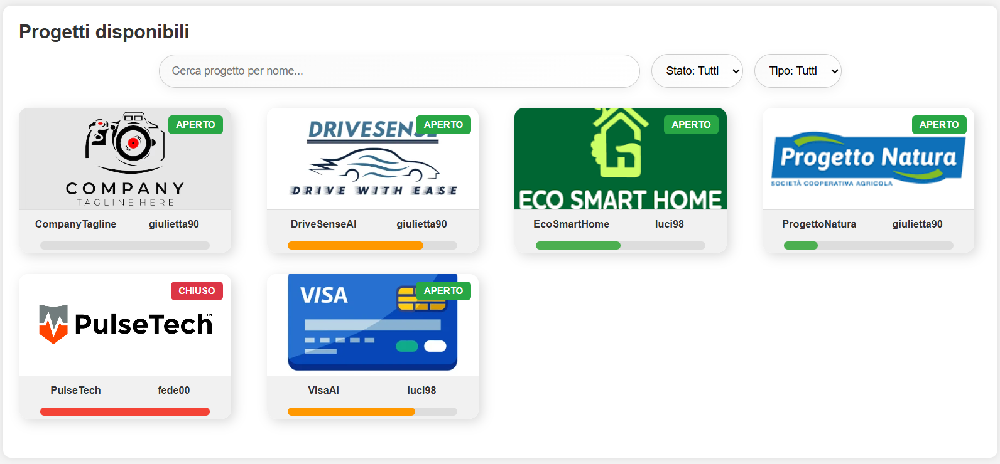 Progetti disponibili
Cerca progetto per nome...
Stato: Tutti
Tipo: Tutti
APERTO
COMPANY
TAGLINE HERE
CompanyTagline giulietta90
APERTO
DRIVESENSE
DRIVE WITH EASE
DriveSenseAI giulietta90
APERTO
ECO SMART HOME
EcoSmartHome luci98
APERTO
Progetto Natura
SOCIETÀ COOPERATIVA AGRICOLA
ProgettoNatura giulietta90
CHIUSO
PulseTech™
PulseTech fede00
APERTO
VISA
VisaAI luci98